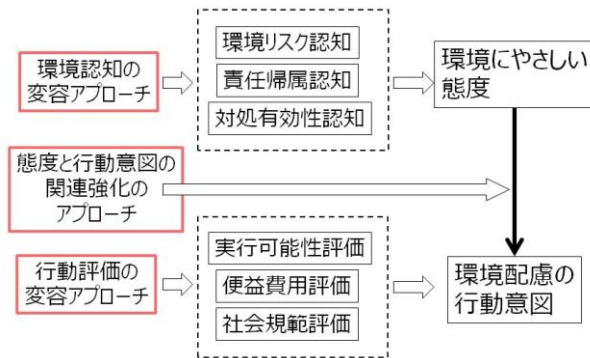 環境認知の
変容アプローチ
環境リスク認知
責任帰属認知
対処有効性認知
環境にやさしい
態度
態度と行動意図の
関連強化の
アプローチ
行動評価の
変容アプローチ
実行可能性評価
便益費用評価
社会規範評価
環境配慮の
行動意図